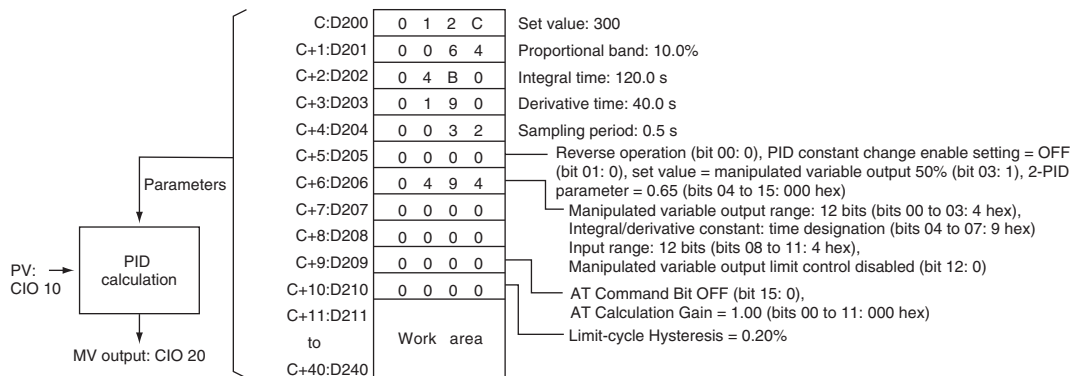 C:D200 0 1 2 C Set value: 300
C+1:D201 0 0 6 4 Proportional band: 10.0%
C+2:D202 0 4 B 0 Integral time: 120.0 s
C+3:D203 0 1 9 0 Derivative time: 40.0 s
C+4:D204 0 0 3 2 Sampling period: 0.5 s
C+5:D205 0 0 0 0
C+6:D206 0 4 9 4
C+7:D207 0 0 0 0
C+8:D208 0 0 0 0
C+9:D209 0 0 0 0
C+10:D210 0 0 0 0
C+11:D211
to
C+40:D240
Work area
Reverse operation (bit 00: 0), PID constant change enable setting = OFF
(bit 01: 0), set value = manipulated variable output 50% (bit 03: 1), 2-PID
parameter = 0.65 (bits 04 to 15: 000 hex)
Manipulated variable output range: 12 bits (bits 00 to 03: 4 hex),
Integral/derivative constant: time designation (bits 04 to 07: 9 hex)
Input range: 12 bits (bits 08 to 11: 4 hex),
Manipulated variable output limit control disabled (bit 12: 0)
AT Command Bit OFF (bit 15: 0),
AT Calculation Gain = 1.00 (bits 00 to 11: 000 hex)
Limit-cycle Hysteresis = 0.20%
Parameters
PV:
CIO 10
PID
calculation
MV output: CIO 20